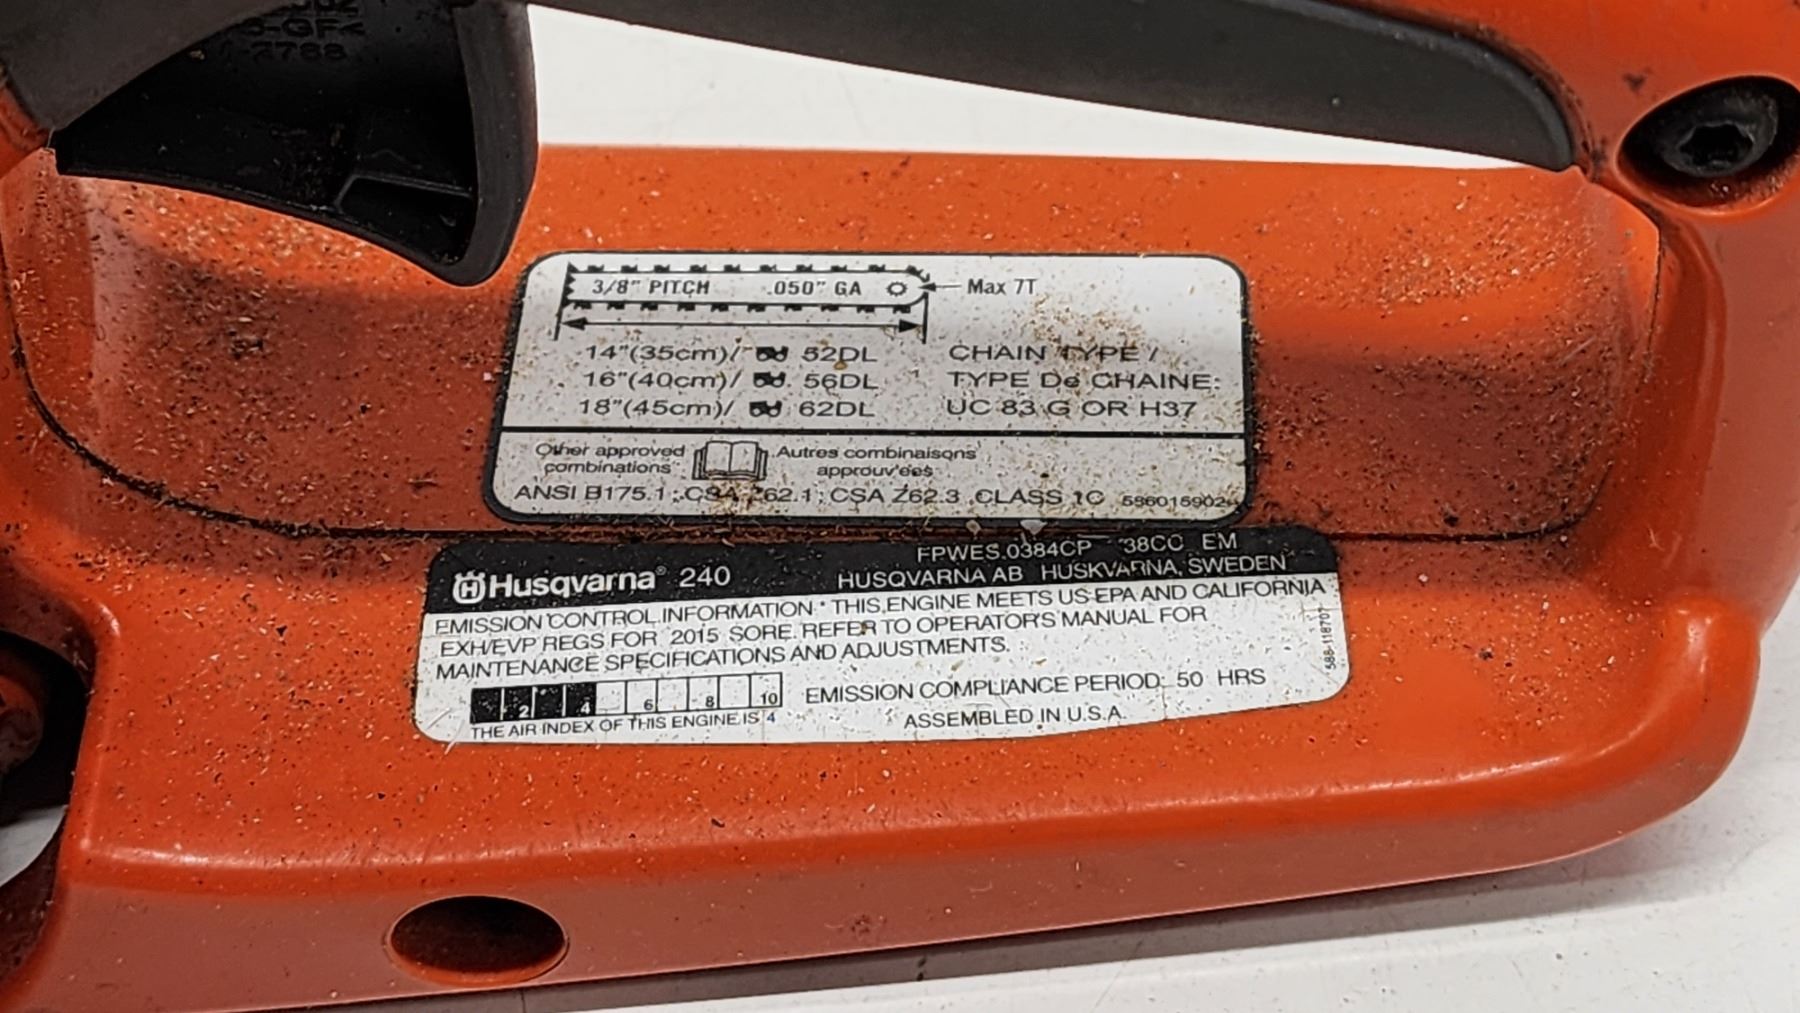 -GF<
-2788
3/8" PITCH .050" GA Max 7T
14"(35cm)/ 52DL CHAIN TYPE /
16"(40cm)/ 56DL TYPE De CHAINE:
18"(45cm)/ 62DL UC 83 G OR H37
Other approved combinations
Autres combinaisons approuv'ees
ANSI B175.1; CSA Z62.1; CSA Z62.3 CLASS 1C 586015902
FPWES.0384CP 38CC EM
Husqvarna® 240 HUSQVARNA AB HUSKVARNA, SWEDEN
EMISSION CONTROL INFORMATION * THIS ENGINE MEETS US EPA AND CALIFORNIA
EXH/EVP REGS FOR 2015 SORE. REFER TO OPERATOR'S MANUAL FOR
MAINTENANCE SPECIFICATIONS AND ADJUSTMENTS.
588-118707
2 4 6 8 10 EMISSION COMPLIANCE PERIOD: 50 HRS
THE AIR INDEX OF THIS ENGINE IS 4 ASSEMBLED IN U.S.A.